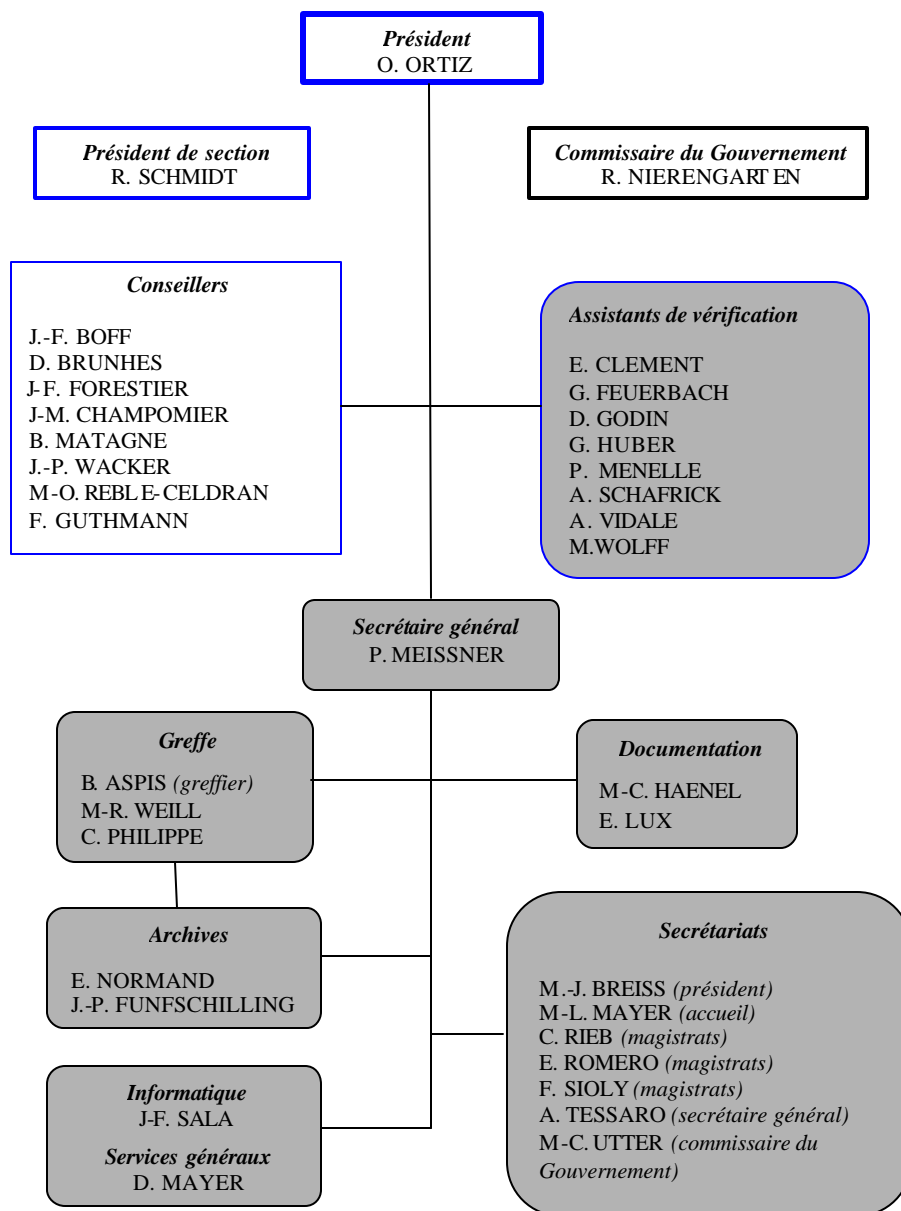 Président
O. ORTIZ
Président de section
R. SCHMIDT
Commissaire du Gouvernement
R. NIERENGARTEN
Conseillers
J.-F. BOFF
D. BRUNHES
J-F. FORESTIER
J-M. CHAMPOMIER
B. MATAGNE
J.-P. WACKER
M-O. REBLE-CELDRAN
F. GUTHMANN
Assistants de vérification
E. CLEMENT
G. FEUERBACH
D. GODIN
G. HUBER
P. MENELLE
A. SCHAFRICK
A. VIDALE
M.WOLFF
Secrétaire général
P. MEISSNER
Greffe
B. ASPIS (greffier)
M-R. WEILL
C. PHILIPPE
Documentation
M-C. HAENEL
E. LUX
Archives
E. NORMAND
J.-P. FUNFSCHILLING
Secrétariats
M.-J. BREISS (président)
M-L. MAYER (accueil)
C. RIEB (magistrats)
E. ROMERO (magistrats)
F. SIOLY (magistrats)
A. TESSARO (secrétaire général)
M-C. UTTER (commissaire du
Gouvernement)
Informatique
J-F. SALA
Services généraux
D. MAYER